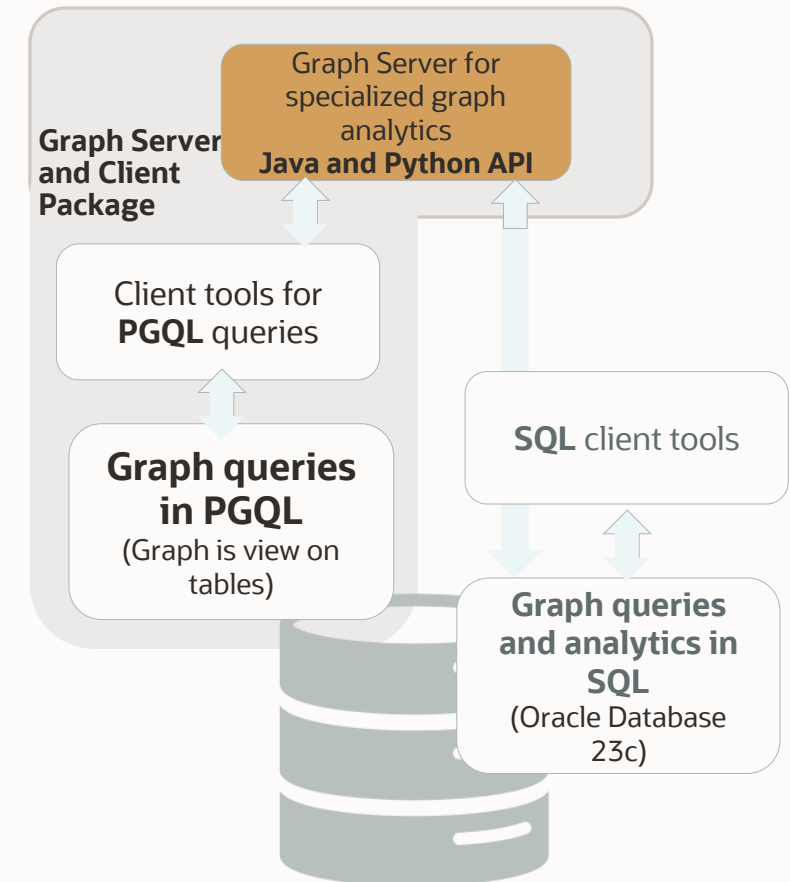 Graph Server for
specialized graph
analytics
Java and Python API
Graph Server
and Client
Package
Client tools for
PGQL queries
Graph queries
in PGQL
(Graph is view on
tables)
SQL client tools
Graph queries
and analytics in
SQL
(Oracle Database
23c)